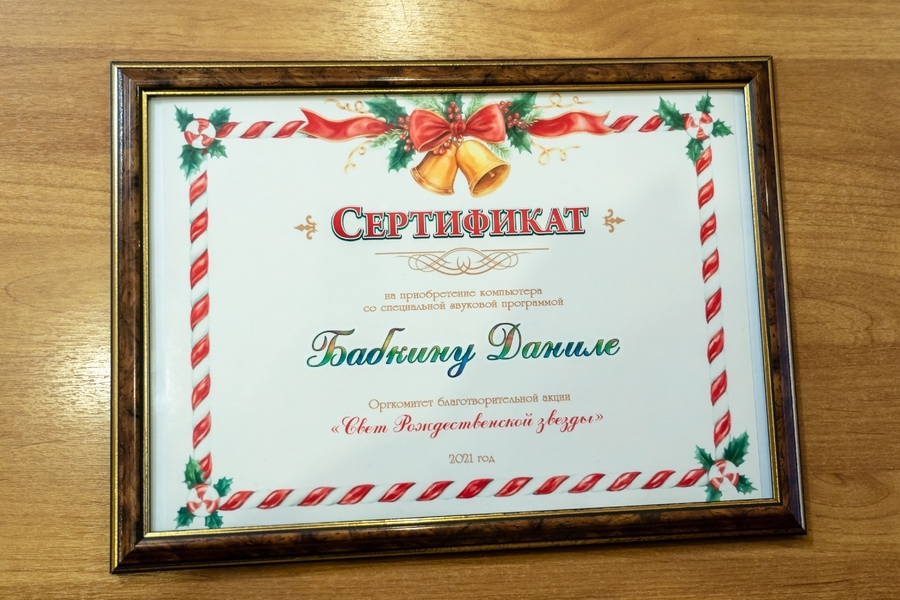 СЕРТИФИКАТ
на приобретение компьютера
со специальной звуковой программой
Бабкину Даниле
Оргкомитет благотворительной акции
«Свет Рождественской звезды»
2021 год